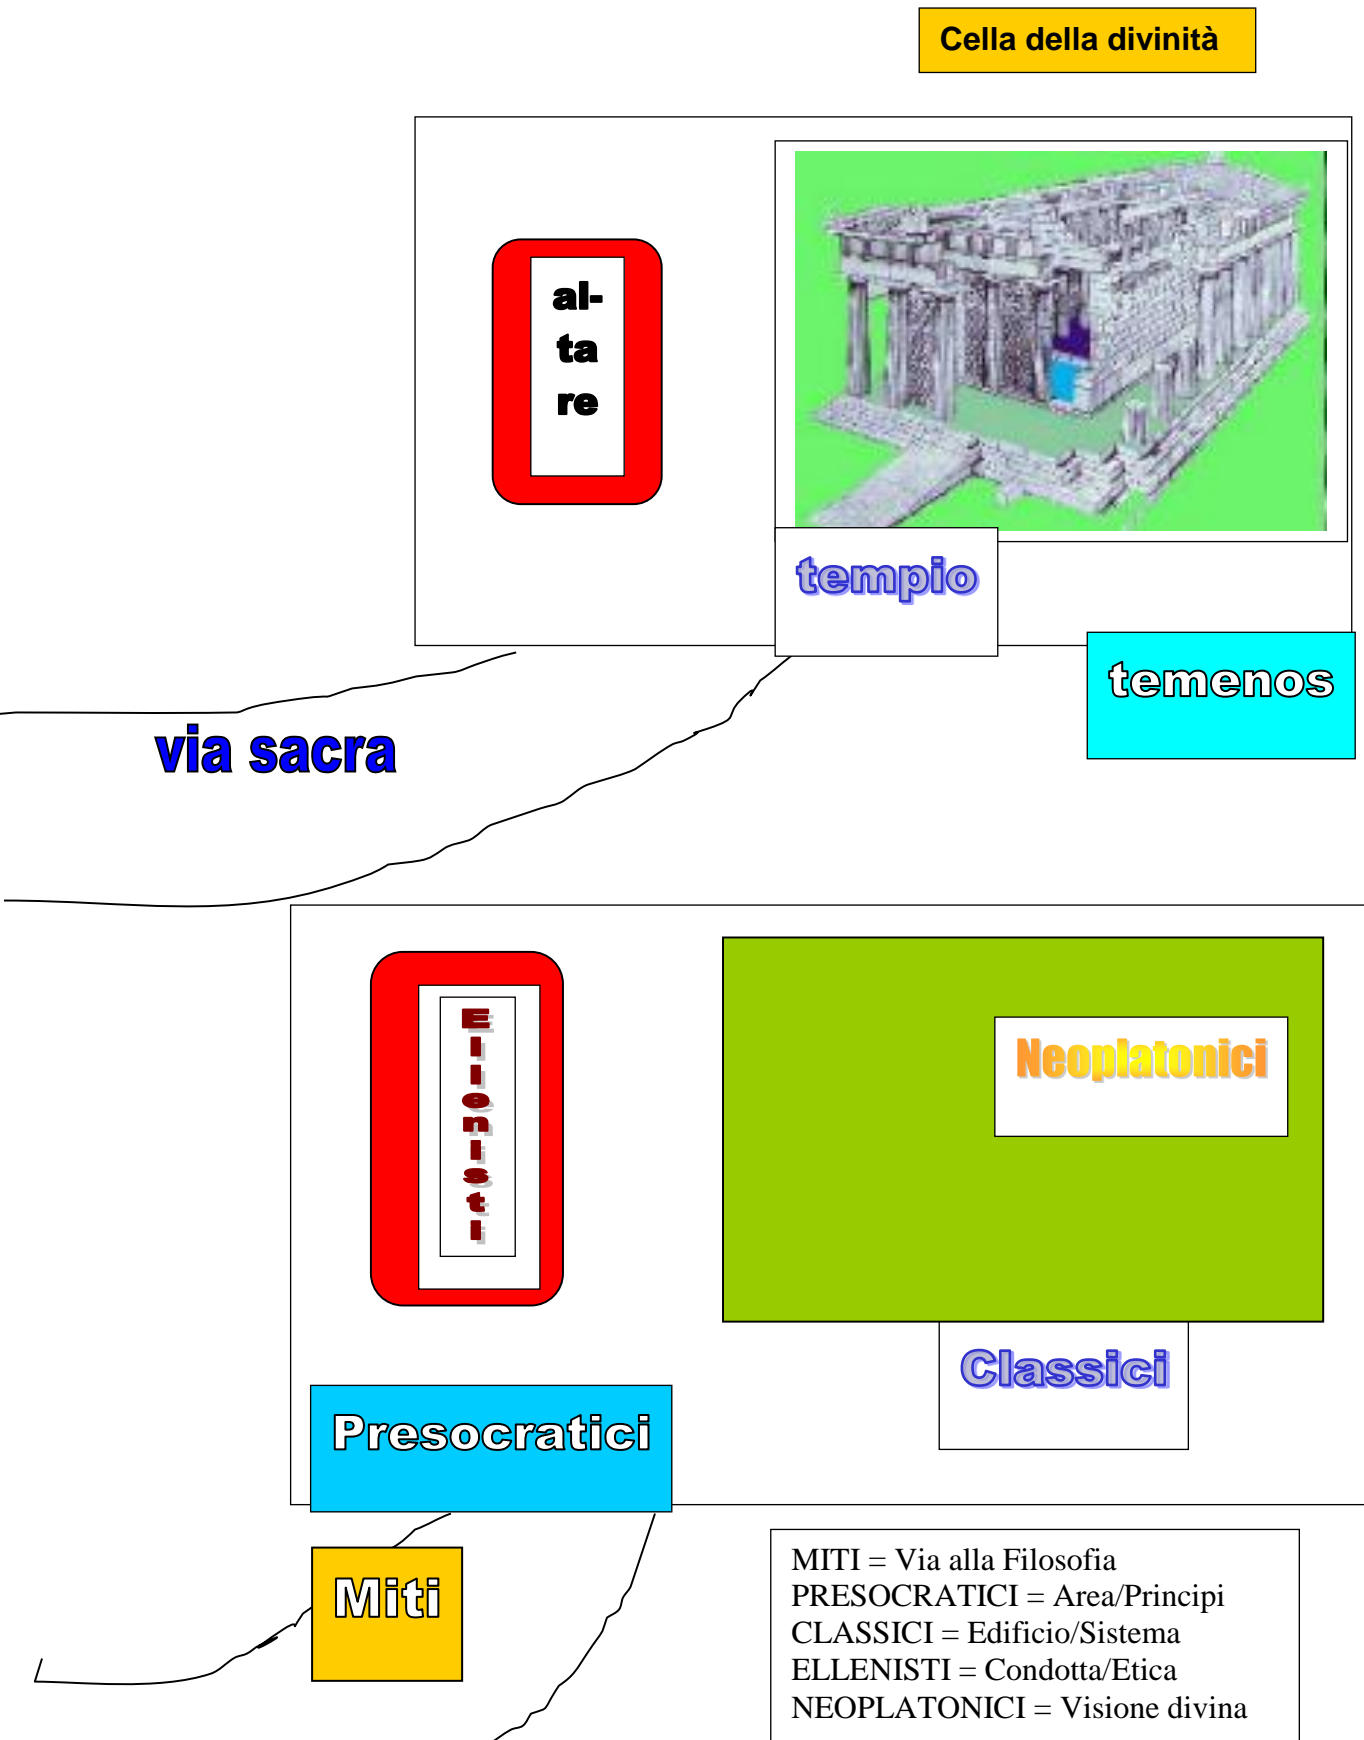 Cella della divinità
al-
ta
re
tempio
temenos
via sacra
Ellenisti
Neoplatonici
Classici
Presocratici
Miti
MITI = Via alla Filosofia
PRESOCRATICI = Area/Principi
CLASSICI = Edificio/Sistema
ELLENISTI = Condotta/Etica
NEOPLATONICI = Visione divina